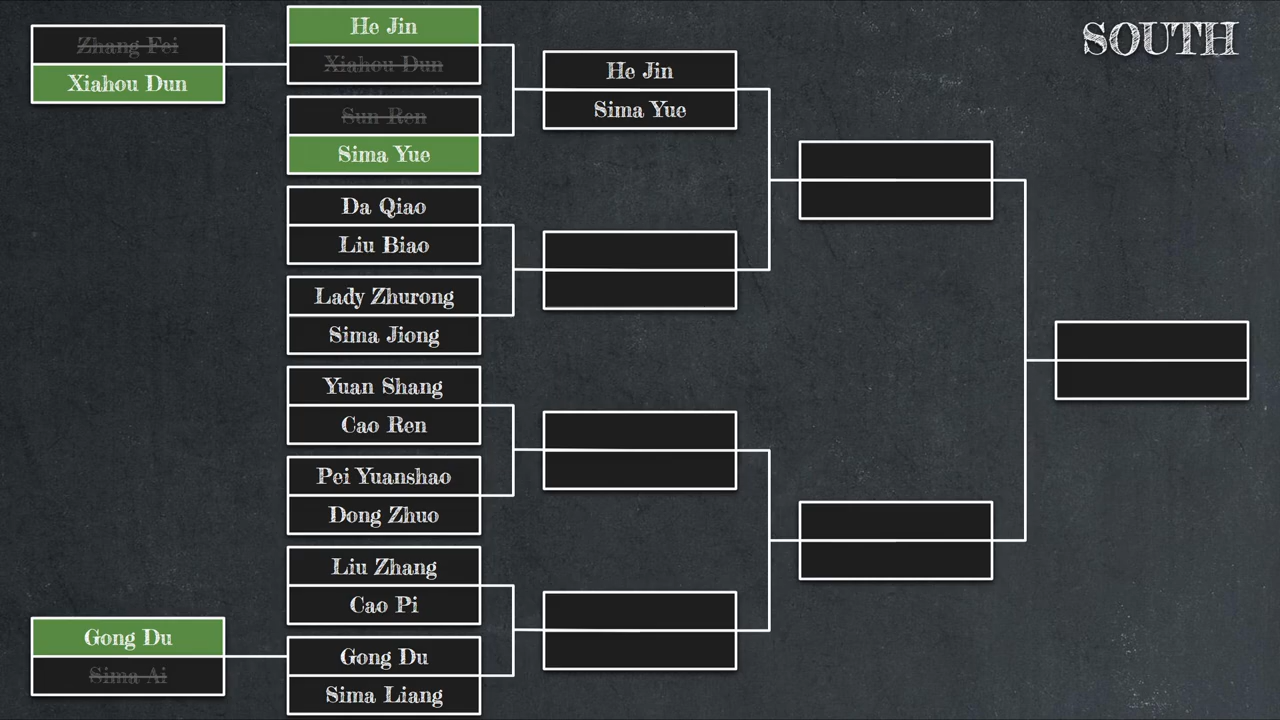 SOUTH
Zhang Fei
Xiahou Dun
He Jin
Xiahou Dun
Sun Ren
Sima Yue
He Jin
Sima Yue
Da Qiao
Liu Biao
Lady Zhurong
Sima Jiong
Yuan Shang
Cao Ren
Pei Yuanshao
Dong Zhuo
Liu Zhang
Cao Pi
Gong Du
Sima Ai
Gong Du
Sima Liang